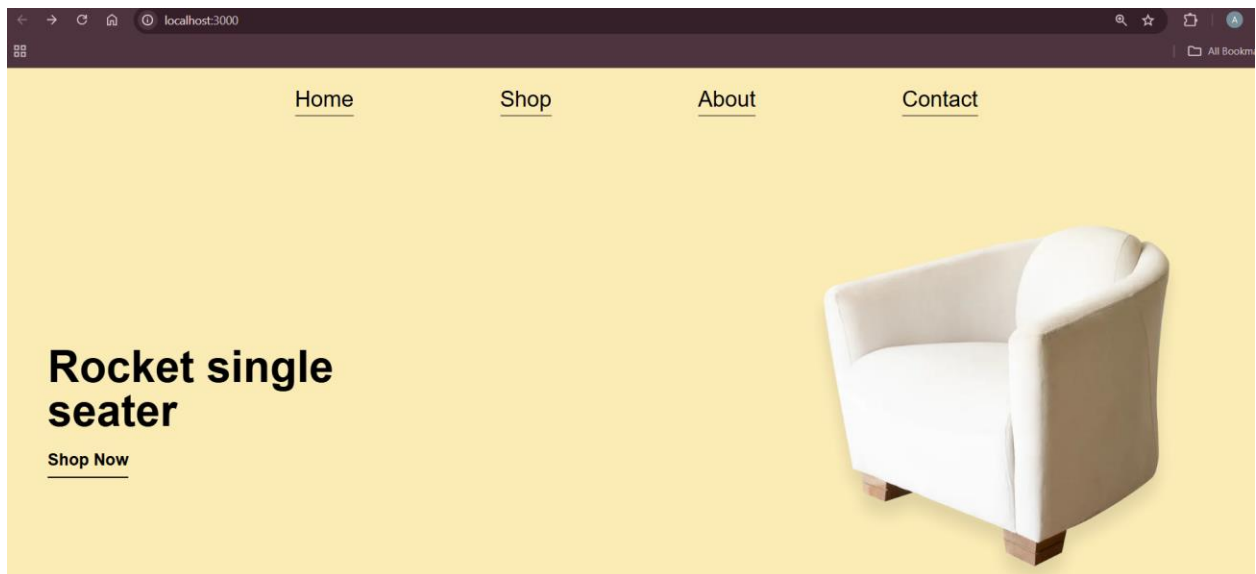 localhost:3000
A
All Bookma
Home Shop About Contact
Rocket single
seater
Shop Now